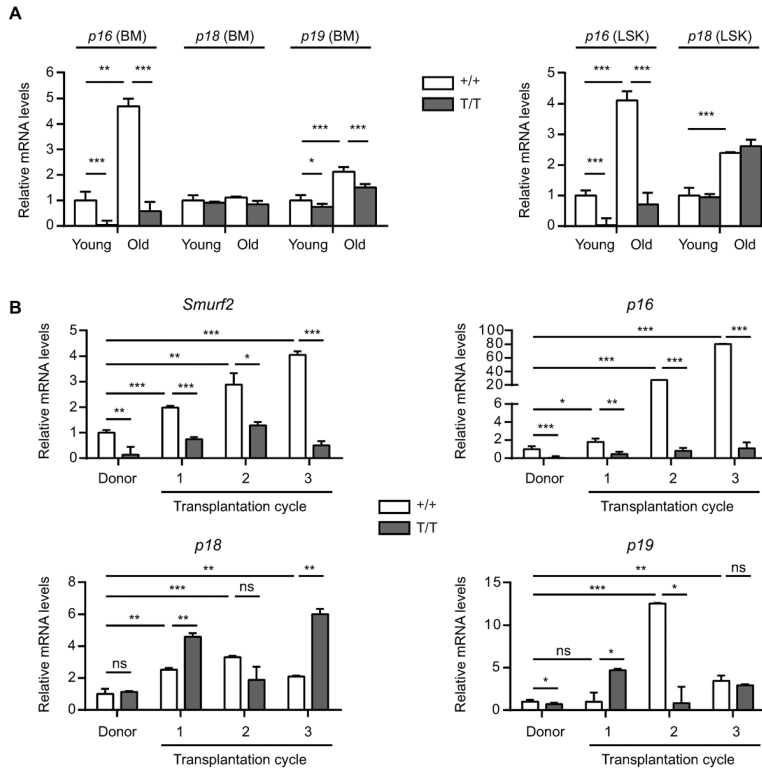 A
p16 (BM) p18 (BM) p19 (BM)
Relative mRNA levels
6
5
4
3
2
1
0
** ***
***
*** ***
*
Young Old Young Old Young Old
+/+
T/T
p16 (LSK) p18 (LSK)
Relative mRNA levels
6
5
4
3
2
1
0
*** ***
***
***
Young Old Young Old
B
Smurf2
Relative mRNA levels
5
4
3
2
1
0
*** ***
** *
*** ***
**
Donor 1 2 3
Transplantation cycle
p16
Relative mRNA levels
100
80
60
40
20
6
4
2
0
*** ***
*** ***
* **
***
Donor 1 2 3
Transplantation cycle
+/+
T/T
p18
Relative mRNA levels
8
6
4
2
0
** **
*** ns
** **
ns
Donor 1 2 3
Transplantation cycle
p19
Relative mRNA levels
15
10
5
0
** ns
*** *
ns *
*
Donor 1 2 3
Transplantation cycle